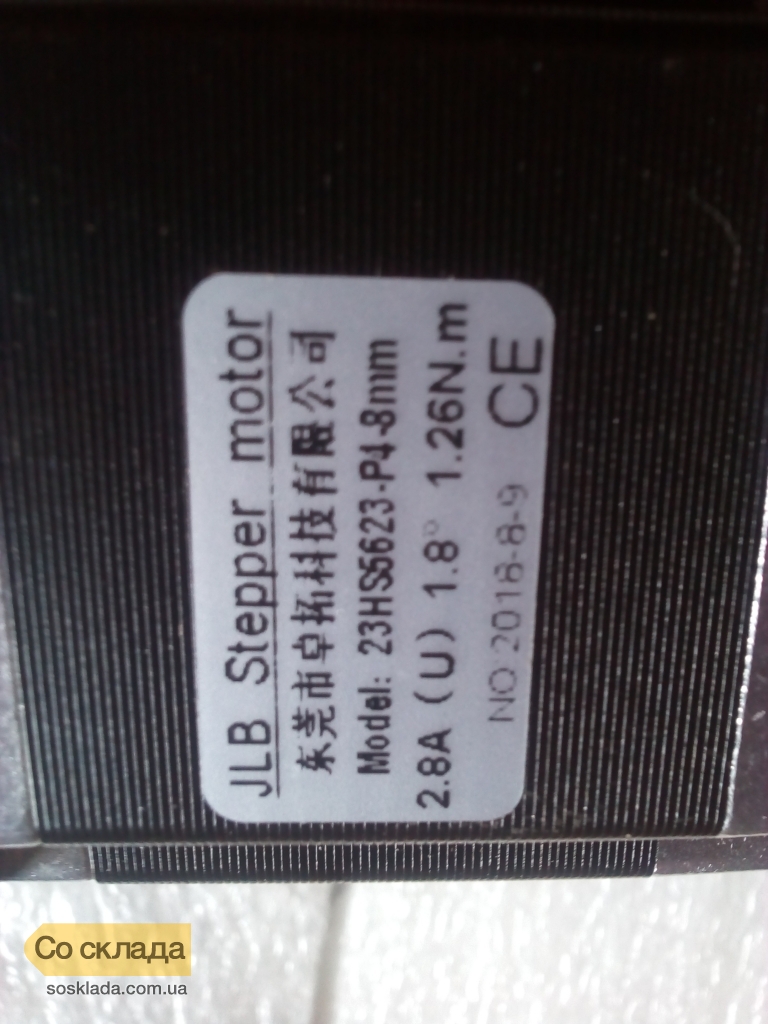 JLB Stepper motor
东莞市卓拓科技有限公司
Model: 23HS5623-P4-8mm
2.8A (U) 1.8° 1.26N.m
NO:2018-8-9 CE
Со склада
sosklada.com.ua